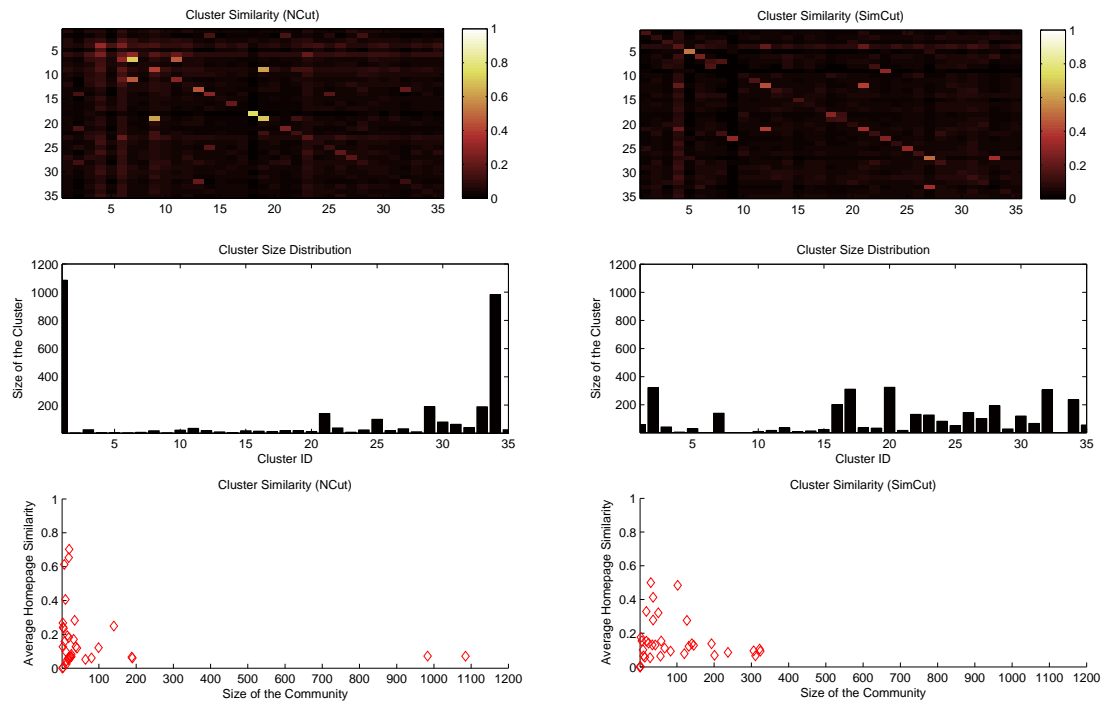 Cluster Similarity (NCut)
5
10
15
20
25
30
35
5 10 15 20 25 30 35
1
0.8
0.6
0.4
0.2
0
Cluster Similarity (SimCut)
5
10
15
20
25
30
35
5 10 15 20 25 30 35
1
0.8
0.6
0.4
0.2
0
Cluster Size Distribution
Size of the Cluster
1200
1000
800
600
400
200
5 10 15 20 25 30 35
Cluster ID
Cluster Size Distribution
Size of the Cluster
1200
1000
800
600
400
200
5 10 15 20 25 30 35
Cluster ID
Cluster Similarity (NCut)
Average Homepage Similarity
1
0.8
0.6
0.4
0.2
0
100 200 300 400 500 600 700 800 900 1000 1100 1200
Size of the Community
Cluster Similarity (SimCut)
Average Homepage Similarity
1
0.8
0.6
0.4
0.2
0
100 200 300 400 500 600 700 800 900 1000 1100 1200
Size of the Community